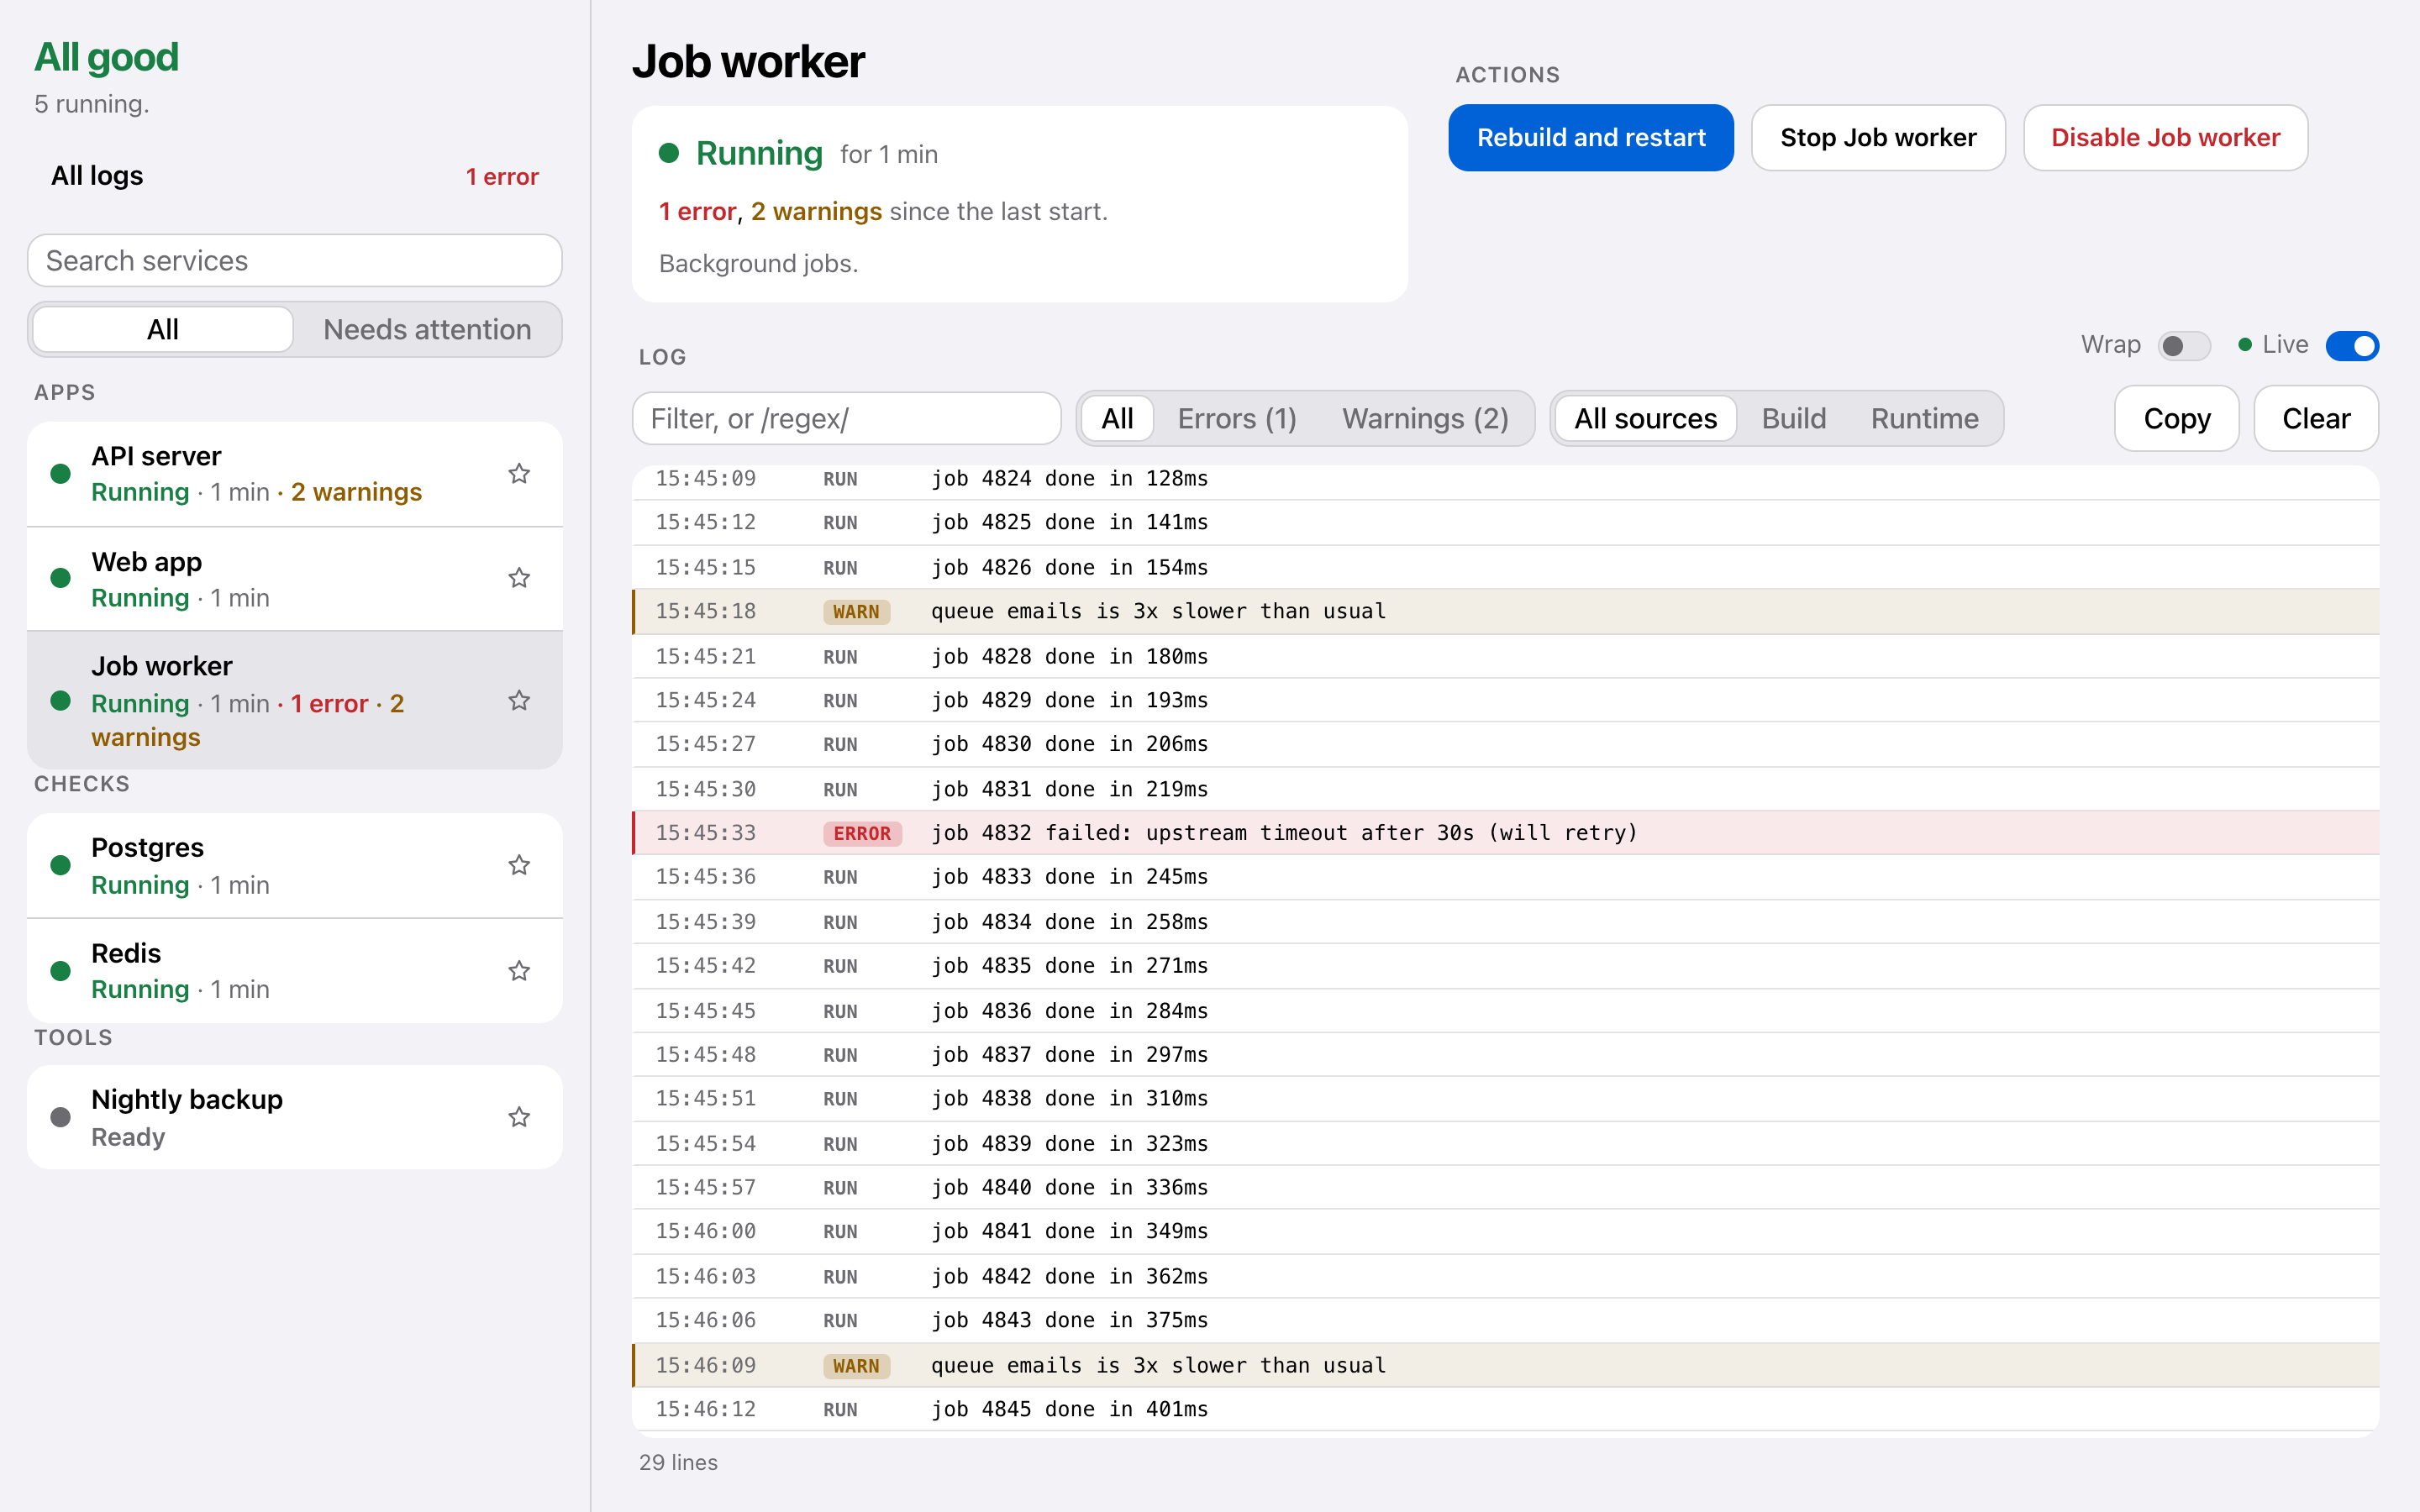 All good
5 running.
All logs 1 error
Search services
All Needs attention
APPS
API server
Running · 1 min · 2 warnings
Web app
Running · 1 min
Job worker
Running · 1 min · 1 error · 2
warnings
CHECKS
Postgres
Running · 1 min
Redis
Running · 1 min
TOOLS
Nightly backup
Ready
Job worker
Running for 1 min
1 error, 2 warnings since the last start.
Background jobs.
ACTIONS
Rebuild and restart Stop Job worker Disable Job worker
LOG
Wrap Live
Filter, or /regex/ All Errors (1) Warnings (2) All sources Build Runtime Copy Clear
15:45:09 RUN job 4824 done in 128ms
15:45:12 RUN job 4825 done in 141ms
15:45:15 RUN job 4826 done in 154ms
15:45:18 WARN queue emails is 3x slower than usual
15:45:21 RUN job 4828 done in 180ms
15:45:24 RUN job 4829 done in 193ms
15:45:27 RUN job 4830 done in 206ms
15:45:30 RUN job 4831 done in 219ms
15:45:33 ERROR job 4832 failed: upstream timeout after 30s (will retry)
15:45:36 RUN job 4833 done in 245ms
15:45:39 RUN job 4834 done in 258ms
15:45:42 RUN job 4835 done in 271ms
15:45:45 RUN job 4836 done in 284ms
15:45:48 RUN job 4837 done in 297ms
15:45:51 RUN job 4838 done in 310ms
15:45:54 RUN job 4839 done in 323ms
15:45:57 RUN job 4840 done in 336ms
15:46:00 RUN job 4841 done in 349ms
15:46:03 RUN job 4842 done in 362ms
15:46:06 RUN job 4843 done in 375ms
15:46:09 WARN queue emails is 3x slower than usual
15:46:12 RUN job 4845 done in 401ms
29 lines